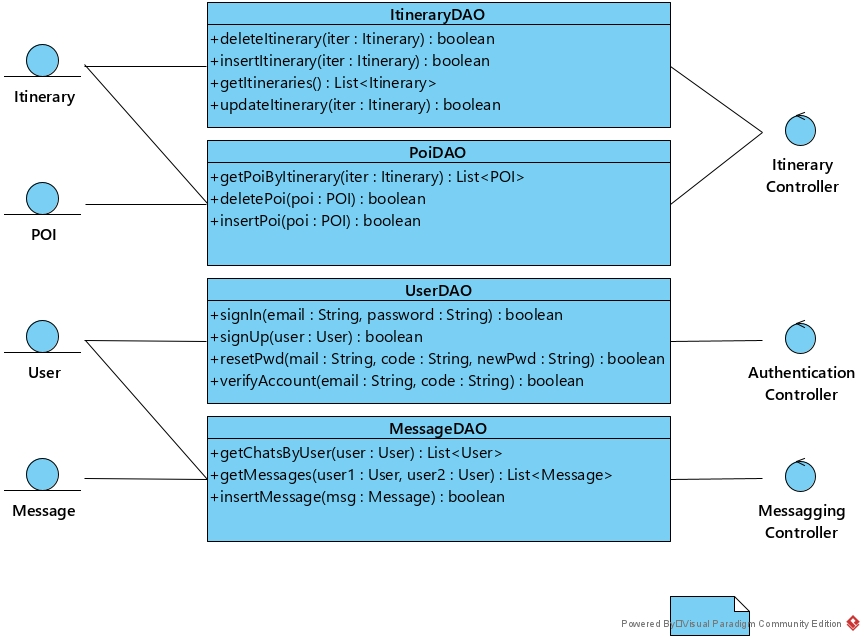 ItineraryDAO
+deleteItinerary(iter : Itinerary) : boolean
+insertItinerary(iter : Itinerary) : boolean
+getItineraries() : List<Itinerary>
+updateItinerary(iter : Itinerary) : boolean
Itinerary
PoiDAO
+getPoiByItinerary(iter : Itinerary) : List<POI>
+deletePoi(poi : POI) : boolean
+insertPoi(poi : POI) : boolean
POI
Itinerary
Controller
UserDAO
+signIn(email : String, password : String) : boolean
+signUp(user : User) : boolean
+resetPwd(mail : String, code : String, newPwd : String) : boolean
+verifyAccount(email : String, code : String) : boolean
User
Authentication
Controller
MessageDAO
+getChatsByUser(user : User) : List<User>
+getMessages(user1 : User, user2 : User) : List<Message>
+insertMessage(msg : Message) : boolean
Message
Messagging
Controller
Powered By Visual Paradigm Community Edition